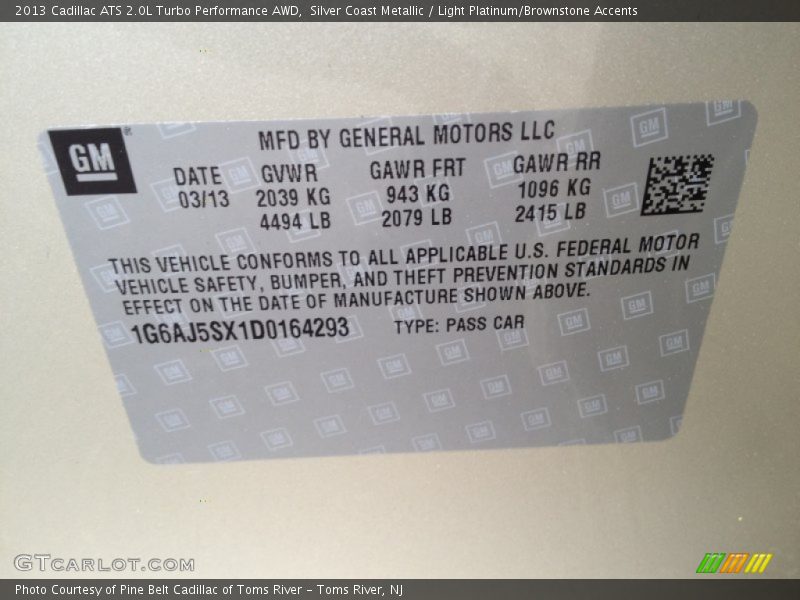 2013 Cadillac ATS 2.0L Turbo Performance AWD,  Silver Coast Metallic / Light Platinum/Brownstone Accents
GM®
MFD BY GENERAL MOTORS LLC
DATE GVWR GAWR FRT GAWR RR
03/13 2039 KG 943 KG 1096 KG
4494 LB 2079 LB 2415 LB
THIS VEHICLE CONFORMS TO ALL APPLICABLE U.S. FEDERAL MOTOR
VEHICLE SAFETY, BUMPER, AND THEFT PREVENTION STANDARDS IN
EFFECT ON THE DATE OF MANUFACTURE SHOWN ABOVE.
1G6AJ5SX1D0164293 TYPE: PASS CAR
GTcarlot.com
Photo Courtesy of Pine Belt Cadillac of Toms River – Toms River, NJ